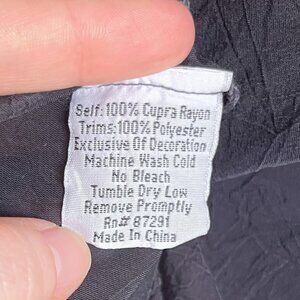 Self: 100% Cupra Rayon
Trims:100% Polyester
Exclusive Of Decoration
Machine Wash Cold
No Bleach
Tumble Dry Low
Remove Promptly
Rn# 87291
Made In China